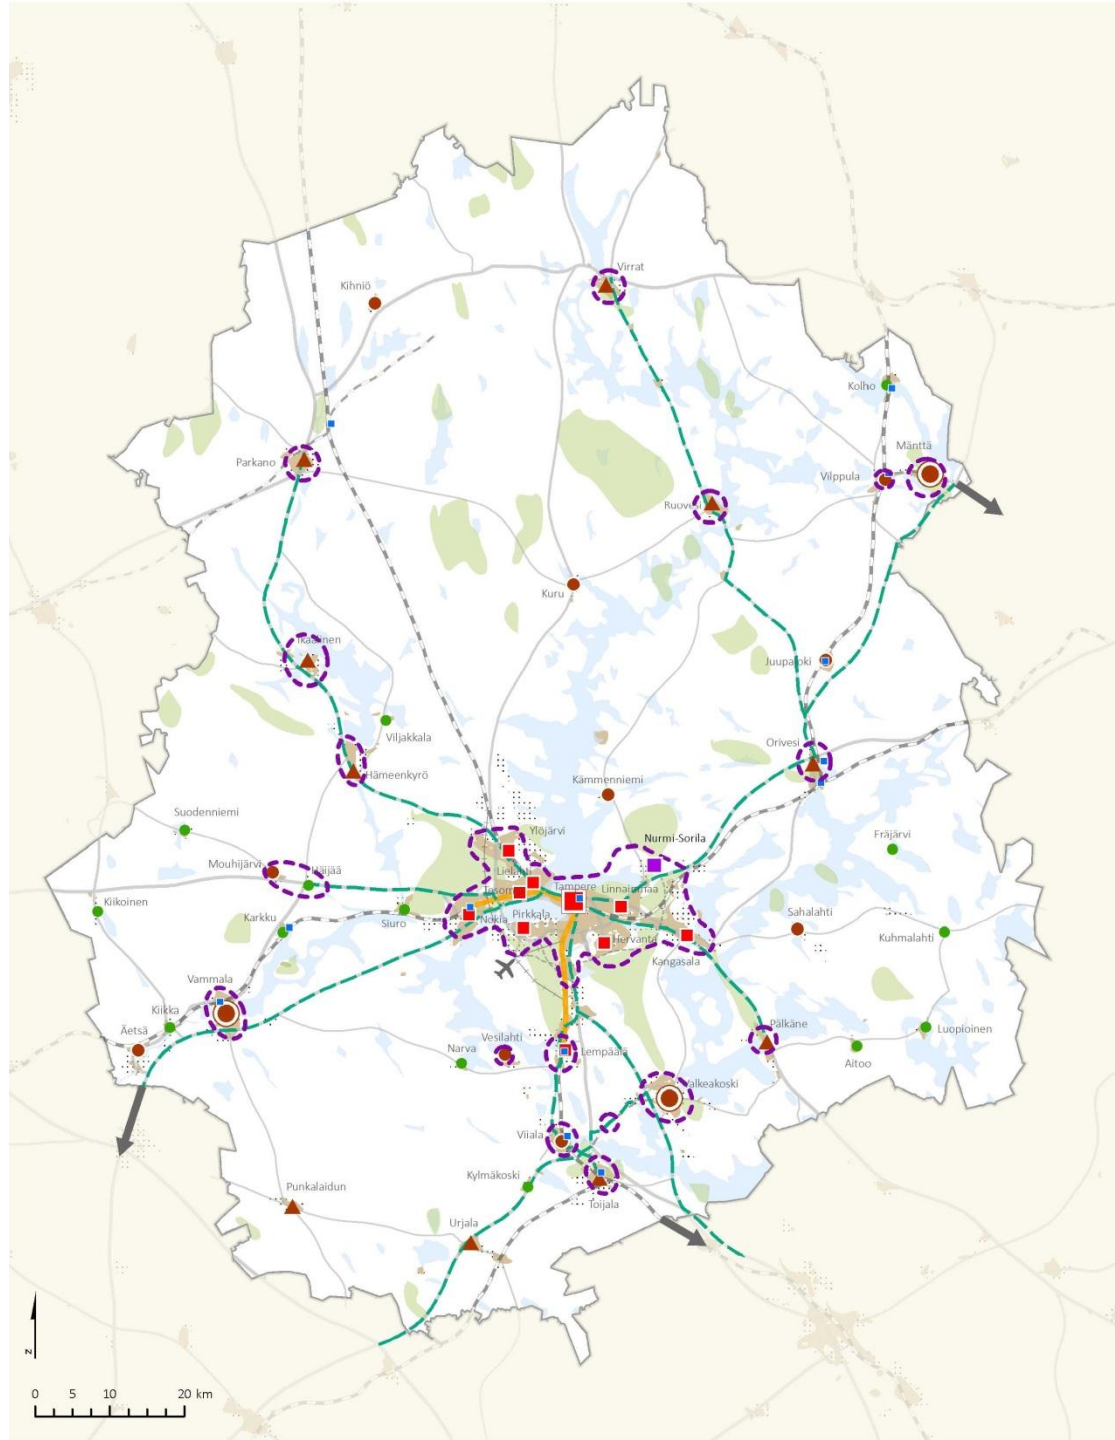 Virrat
Kihniö
Kolho
Mänttä
Parkano
Vilppula
Ruovesi
Kuru
Ikaalinen
Juupajoki
Viljakkala
Orivesi
Hämeenkyrö
Kämmenniemi
Suodenniemi
Ylöjärvi
Nurmi-Sorila
Fräjärvi
Mouhijärvi
Häijää
Lielahti
Tesoma
Tampere
Linnainmaa
Kiikoinen
Karkku
Siuro
Nokia
Pirkkala
Sahalahti
Hervanta
Kuhmalahti
Kangasala
Vammala
Kiikka
Äetsä
Pälkäne
Luopioinen
Vesilahti
Narva
Lempäälä
Aitoo
Valkeakoski
Viiala
Kylmäkoski
Punkalaidun
Toijala
Urjala
N
0 5 10 20 km